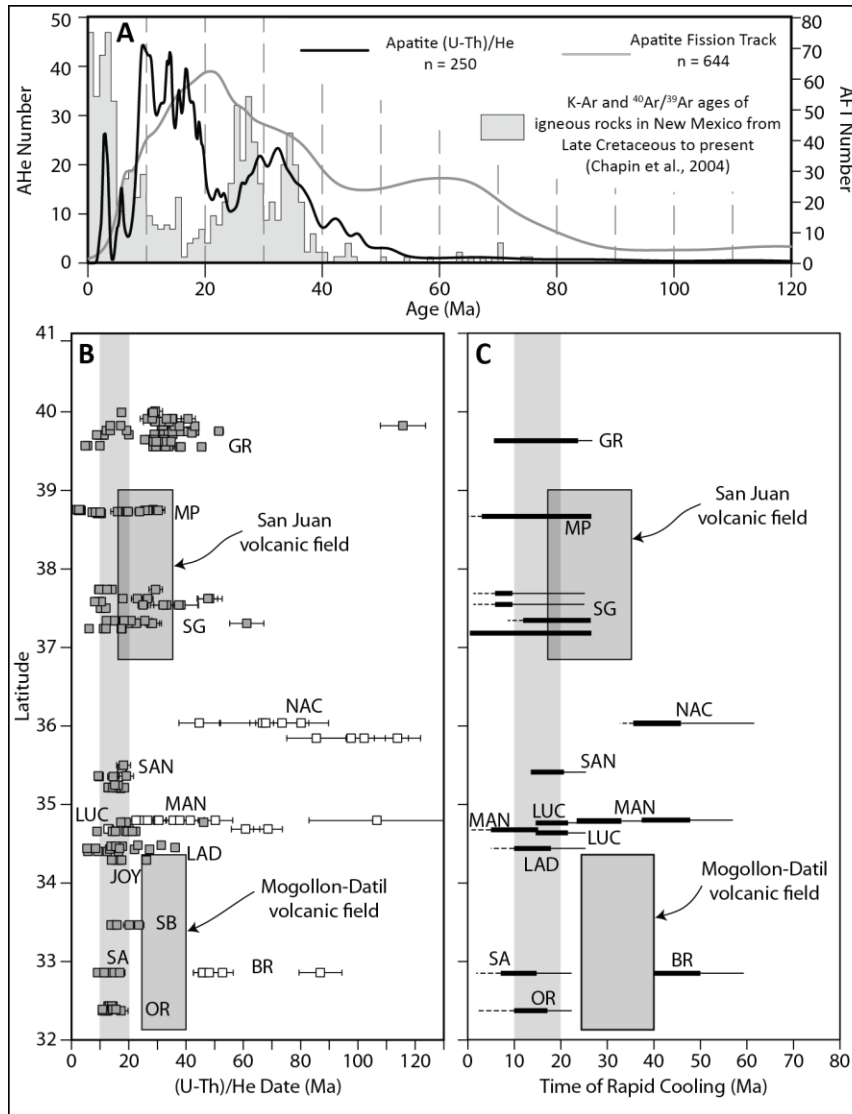 A
Apatite (U-Th)/He
n = 250
Apatite Fission Track
n = 644
K-Ar and ⁴⁰Ar/³⁹Ar ages of
igneous rocks in New Mexico from
Late Cretaceous to present
(Chapin et al., 2004)
AHe Number
50
40
30
20
10
0
AFT Number
80
70
60
50
40
30
20
10
0
0 20 40 60 80 100 120
Age (Ma)
B
Latitude
41
40
39
38
37
36
35
34
33
32
GR
MP
San Juan
volcanic field
SG
NAC
SAN
MAN
LUC
LAD
JOY
Mogollon-Datil
volcanic field
SB
SA
BR
OR
0 20 40 60 80 100 120
(U-Th)/He Date (Ma)
C
GR
San Juan
volcanic field
MP
SG
NAC
SAN
MAN LUC MAN
LUC
LAD
Mogollon-Datil
volcanic field
SA
BR
OR
0 10 20 30 40 50 60 70 80
Time of Rapid Cooling (Ma)